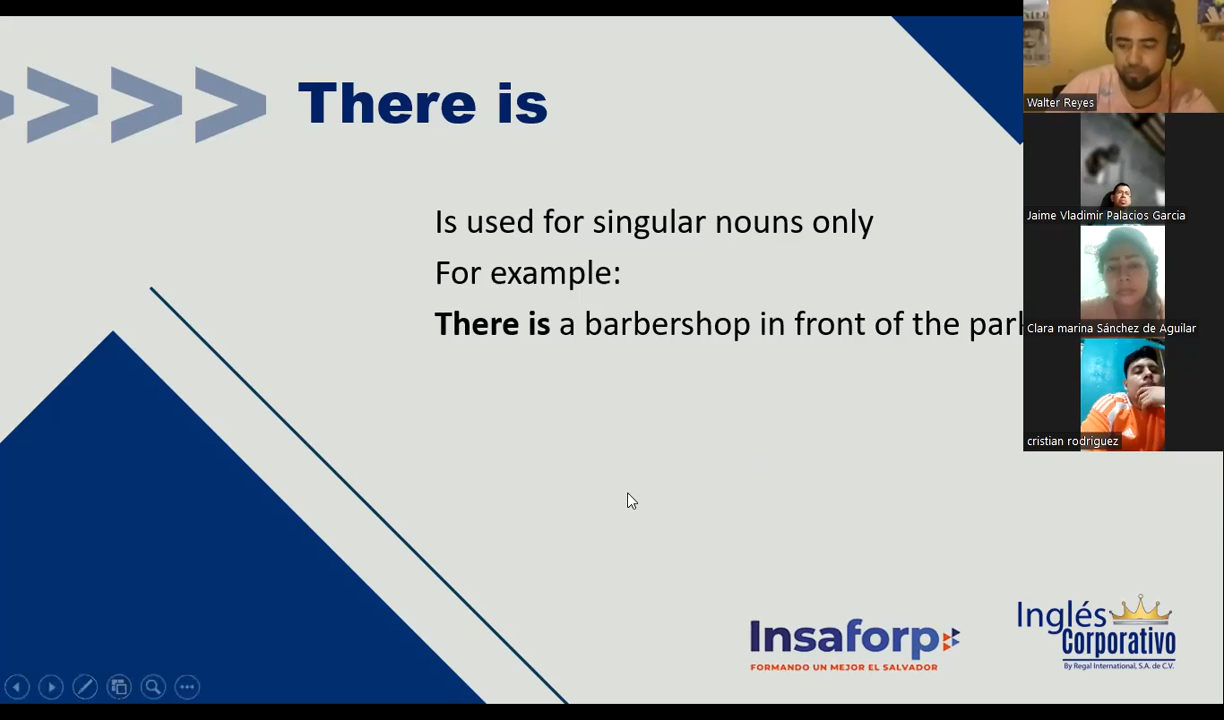 There is
Is used for singular nouns only
For example:
There is a barbershop in front of the
Walter Reyes
Jaime Vladimir Palacios Garcia
Clara marina Sánchez de Aguilar
cristian rodriguez
Insaforp
FORMANDO UN MEJOR EL SALVADOR
Inglés
Corporativo
By Regal International, S.A. de C.V.